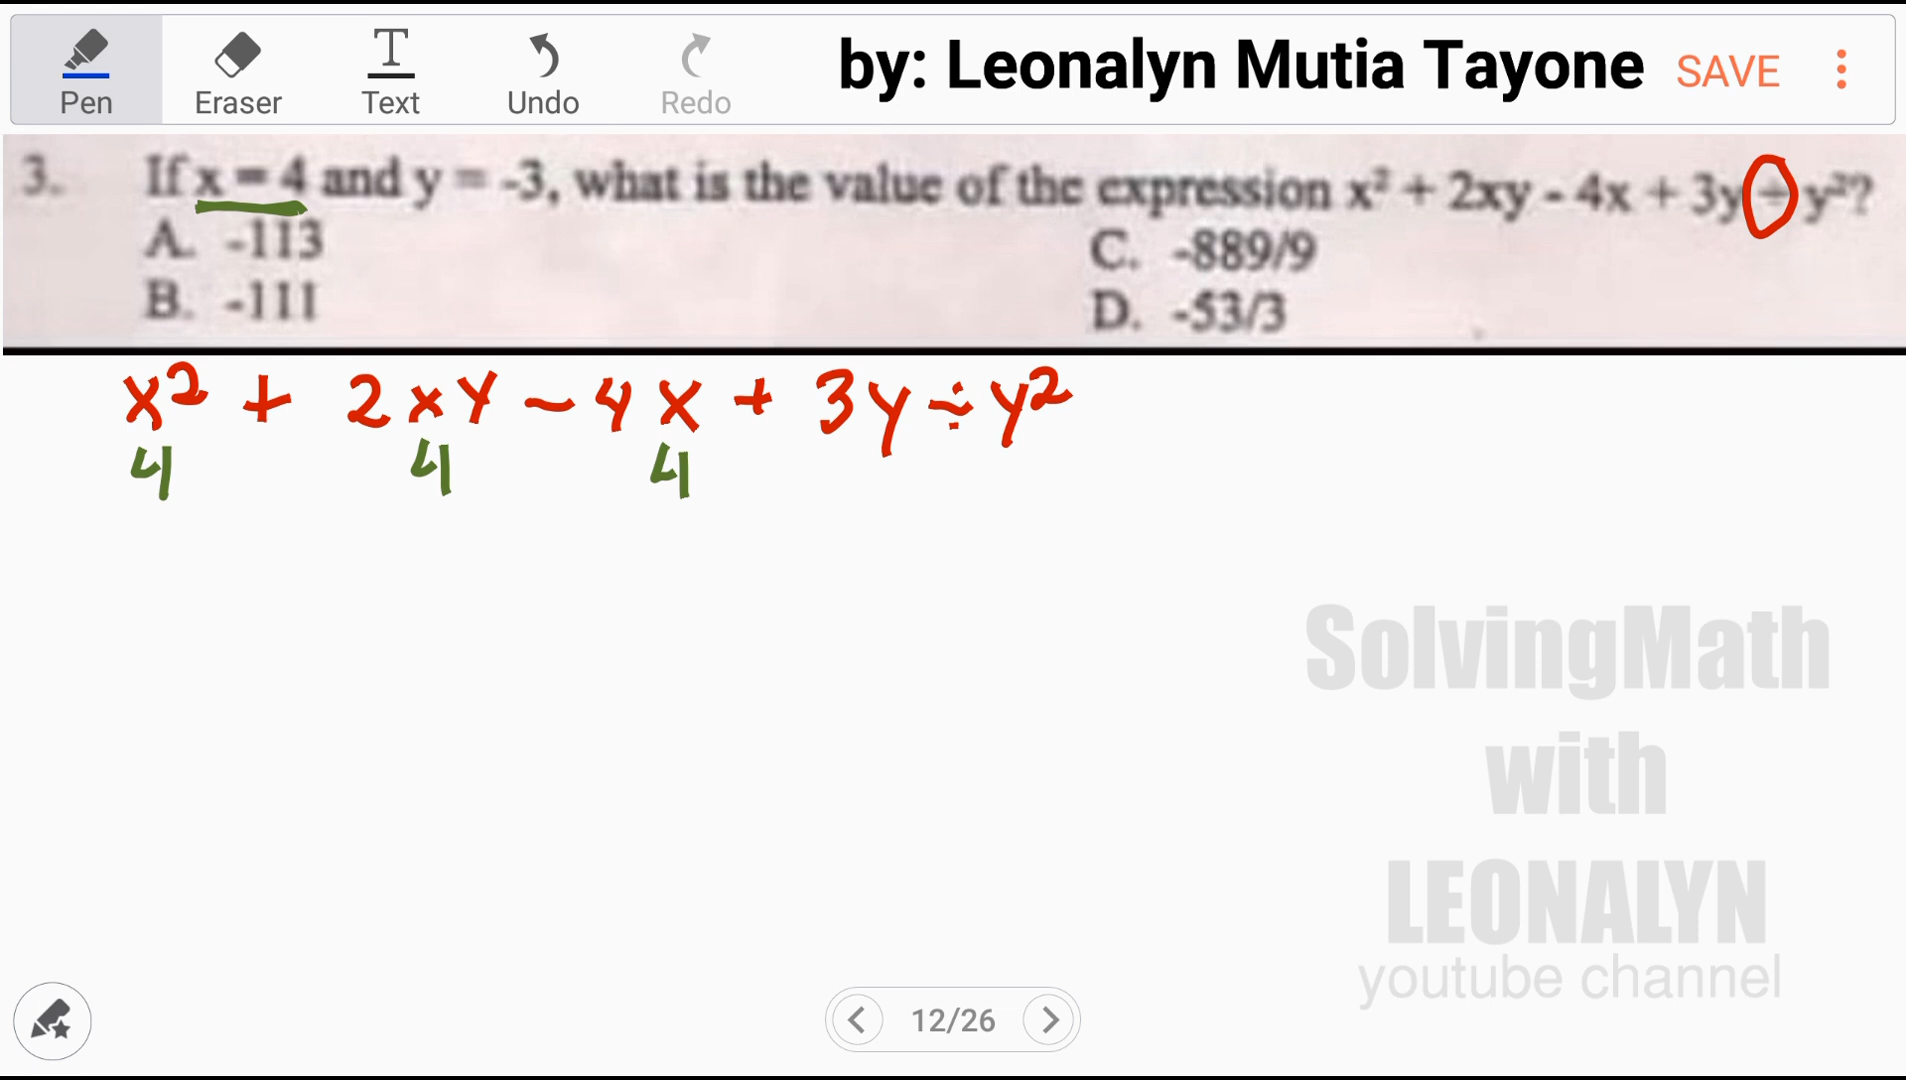 Pen Eraser Text Undo Redo by: Leonalyn Mutia Tayone SAVE
3. If x = 4 and y = -3, what is the value of the expression x² + 2xy - 4x + 3y ÷ y²?
A. -113 C. -889/9
B. -111 D. -53/3
x² + 2xy - 4x + 3y ÷ y²
4 4 4
SolvingMath
with
LEONALYN
youtube channel
12/26